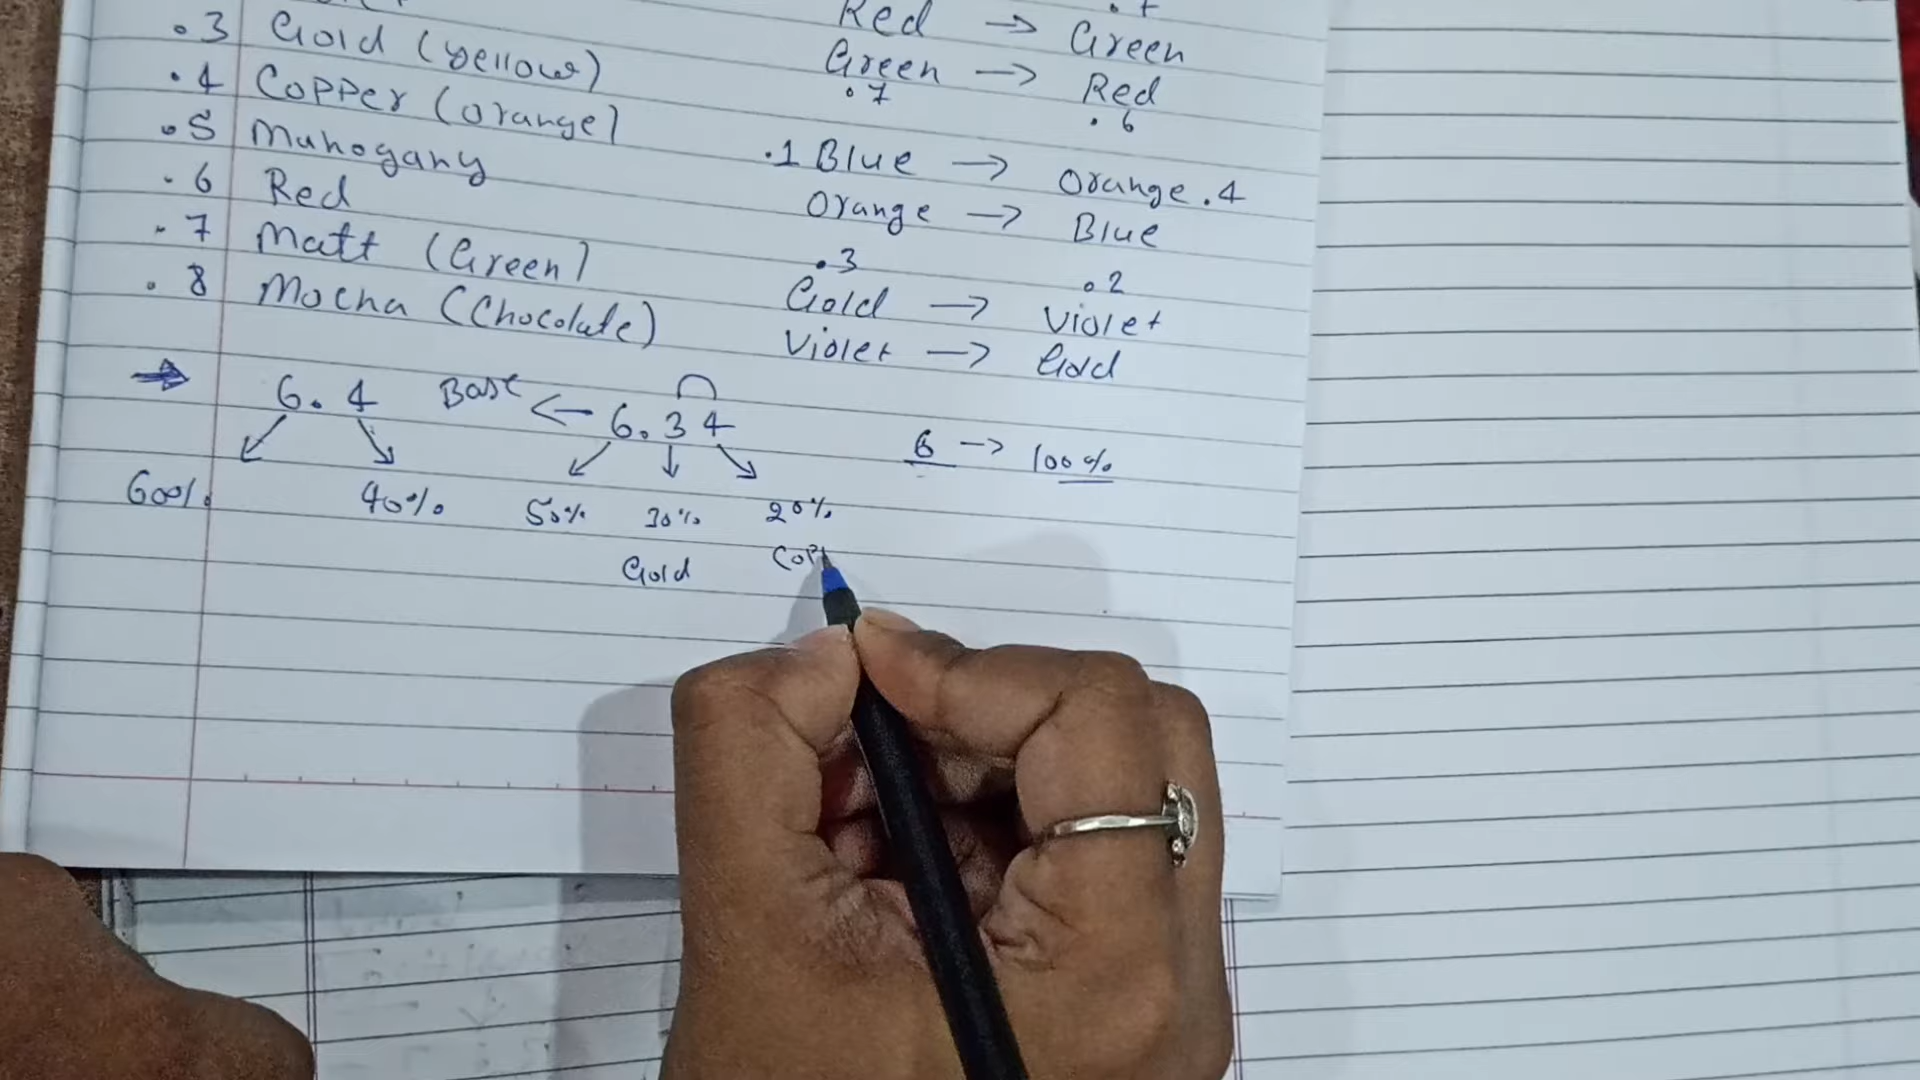 .3 Gold (yellow)
.4 Copper (orange)
.5 Mahogany
.6 Red
.7 Matt (Green)
.8 Mocha (Chocolate)
Red → Green
Green → Red
.7 .6
.1 Blue → Orange .4
Orange → Blue
.3 .2
Gold → Violet
Violet → Gold
→ 6.4 Base ← 6.34 6 → 100%
60% 40% 50% 30% 20%
Gold Cop